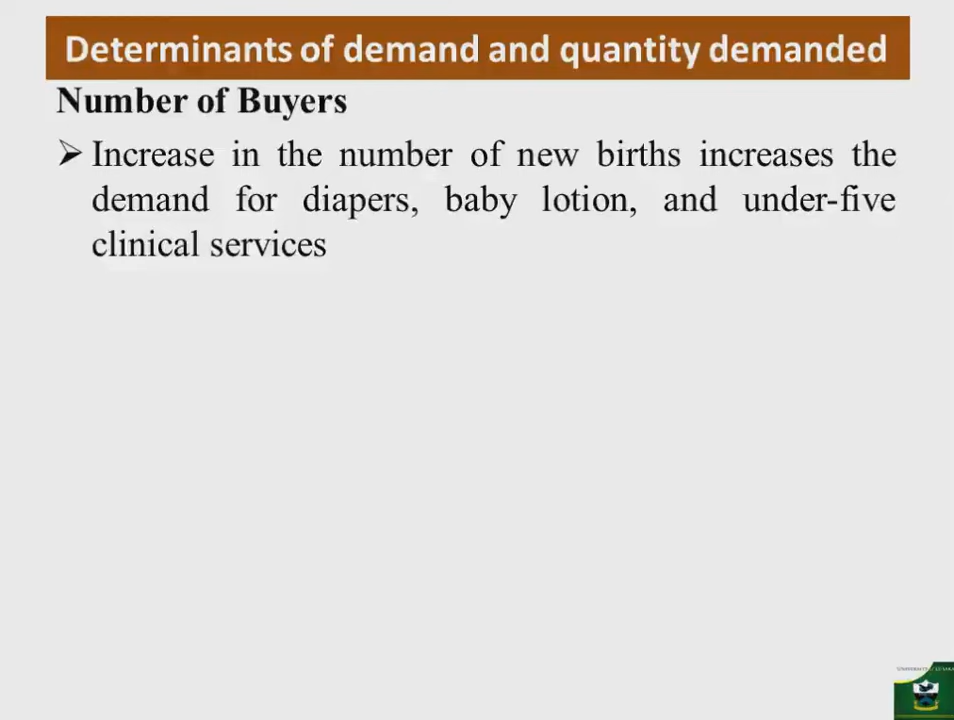 Determinants of demand and quantity demanded
Number of Buyers
➢ Increase in the number of new births increases the
demand for diapers, baby lotion, and under-five
clinical services
UNIVERSITY